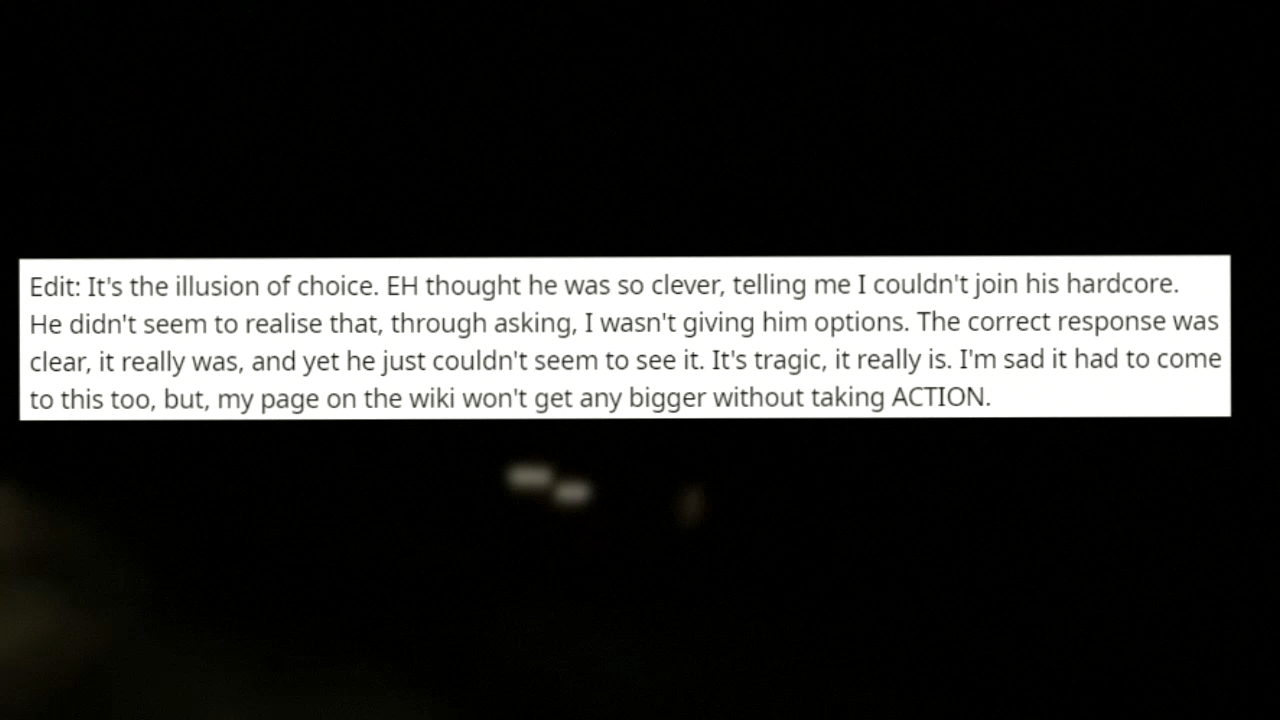 Edit: It's the illusion of choice. EH thought he was so clever, telling me I couldn't join his hardcore.
He didn't seem to realise that, through asking, I wasn't giving him options. The correct response was
clear, it really was, and yet he just couldn't seem to see it. It's tragic, it really is. I'm sad it had to come
to this too, but, my page on the wiki won't get any bigger without taking ACTION.